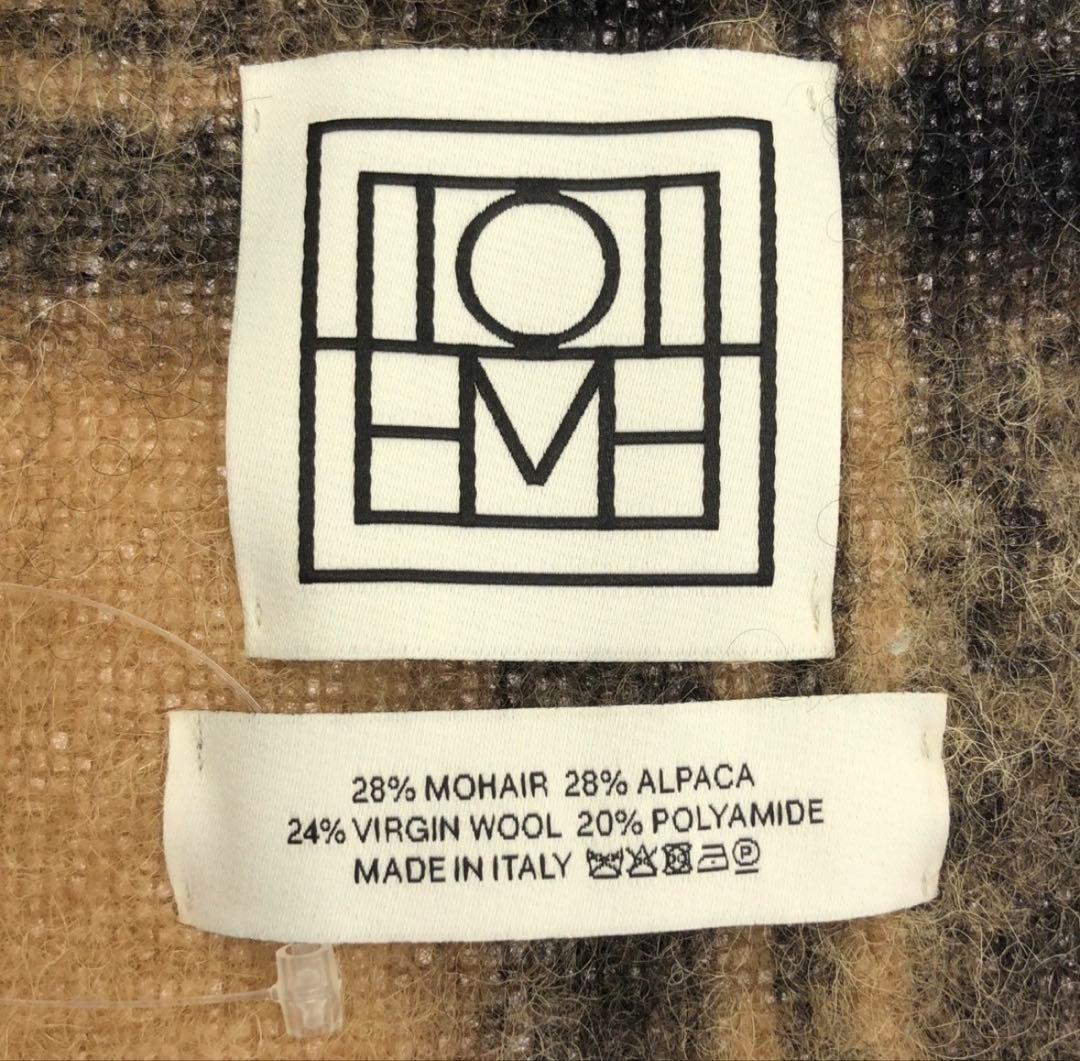 28% MOHAIR 28% ALPACA
24% VIRGIN WOOL 20% POLYAMIDE
MADE IN ITALY